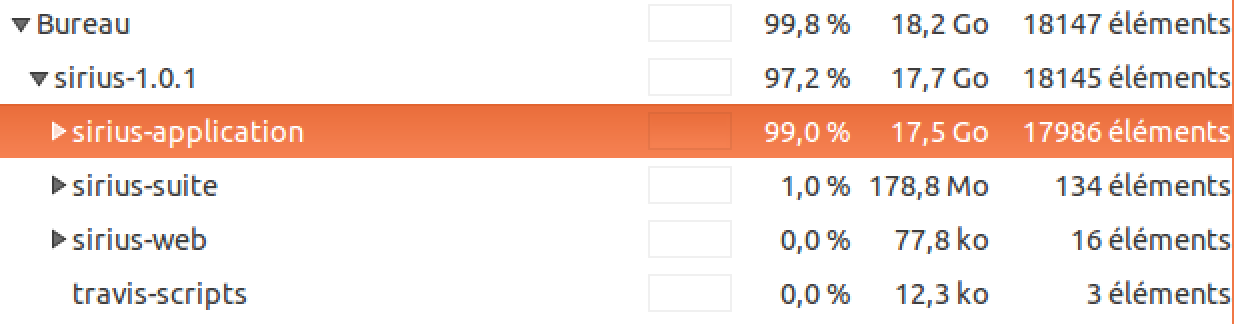 Bureau 99,8 % 18,2 Go 18147 éléments
sirius-1.0.1 97,2 % 17,7 Go 18145 éléments
sirius-application 99,0 % 17,5 Go 17986 éléments
sirius-suite 1,0 % 178,8 Mo 134 éléments
sirius-web 0,0 % 77,8 ko 16 éléments
travis-scripts 0,0 % 12,3 ko 3 éléments